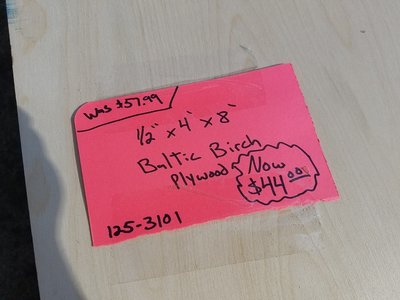 Was $57.99
1/2" x 4' x 8'
Baltic Birch
Plywood
Now
$44.00
125-3101